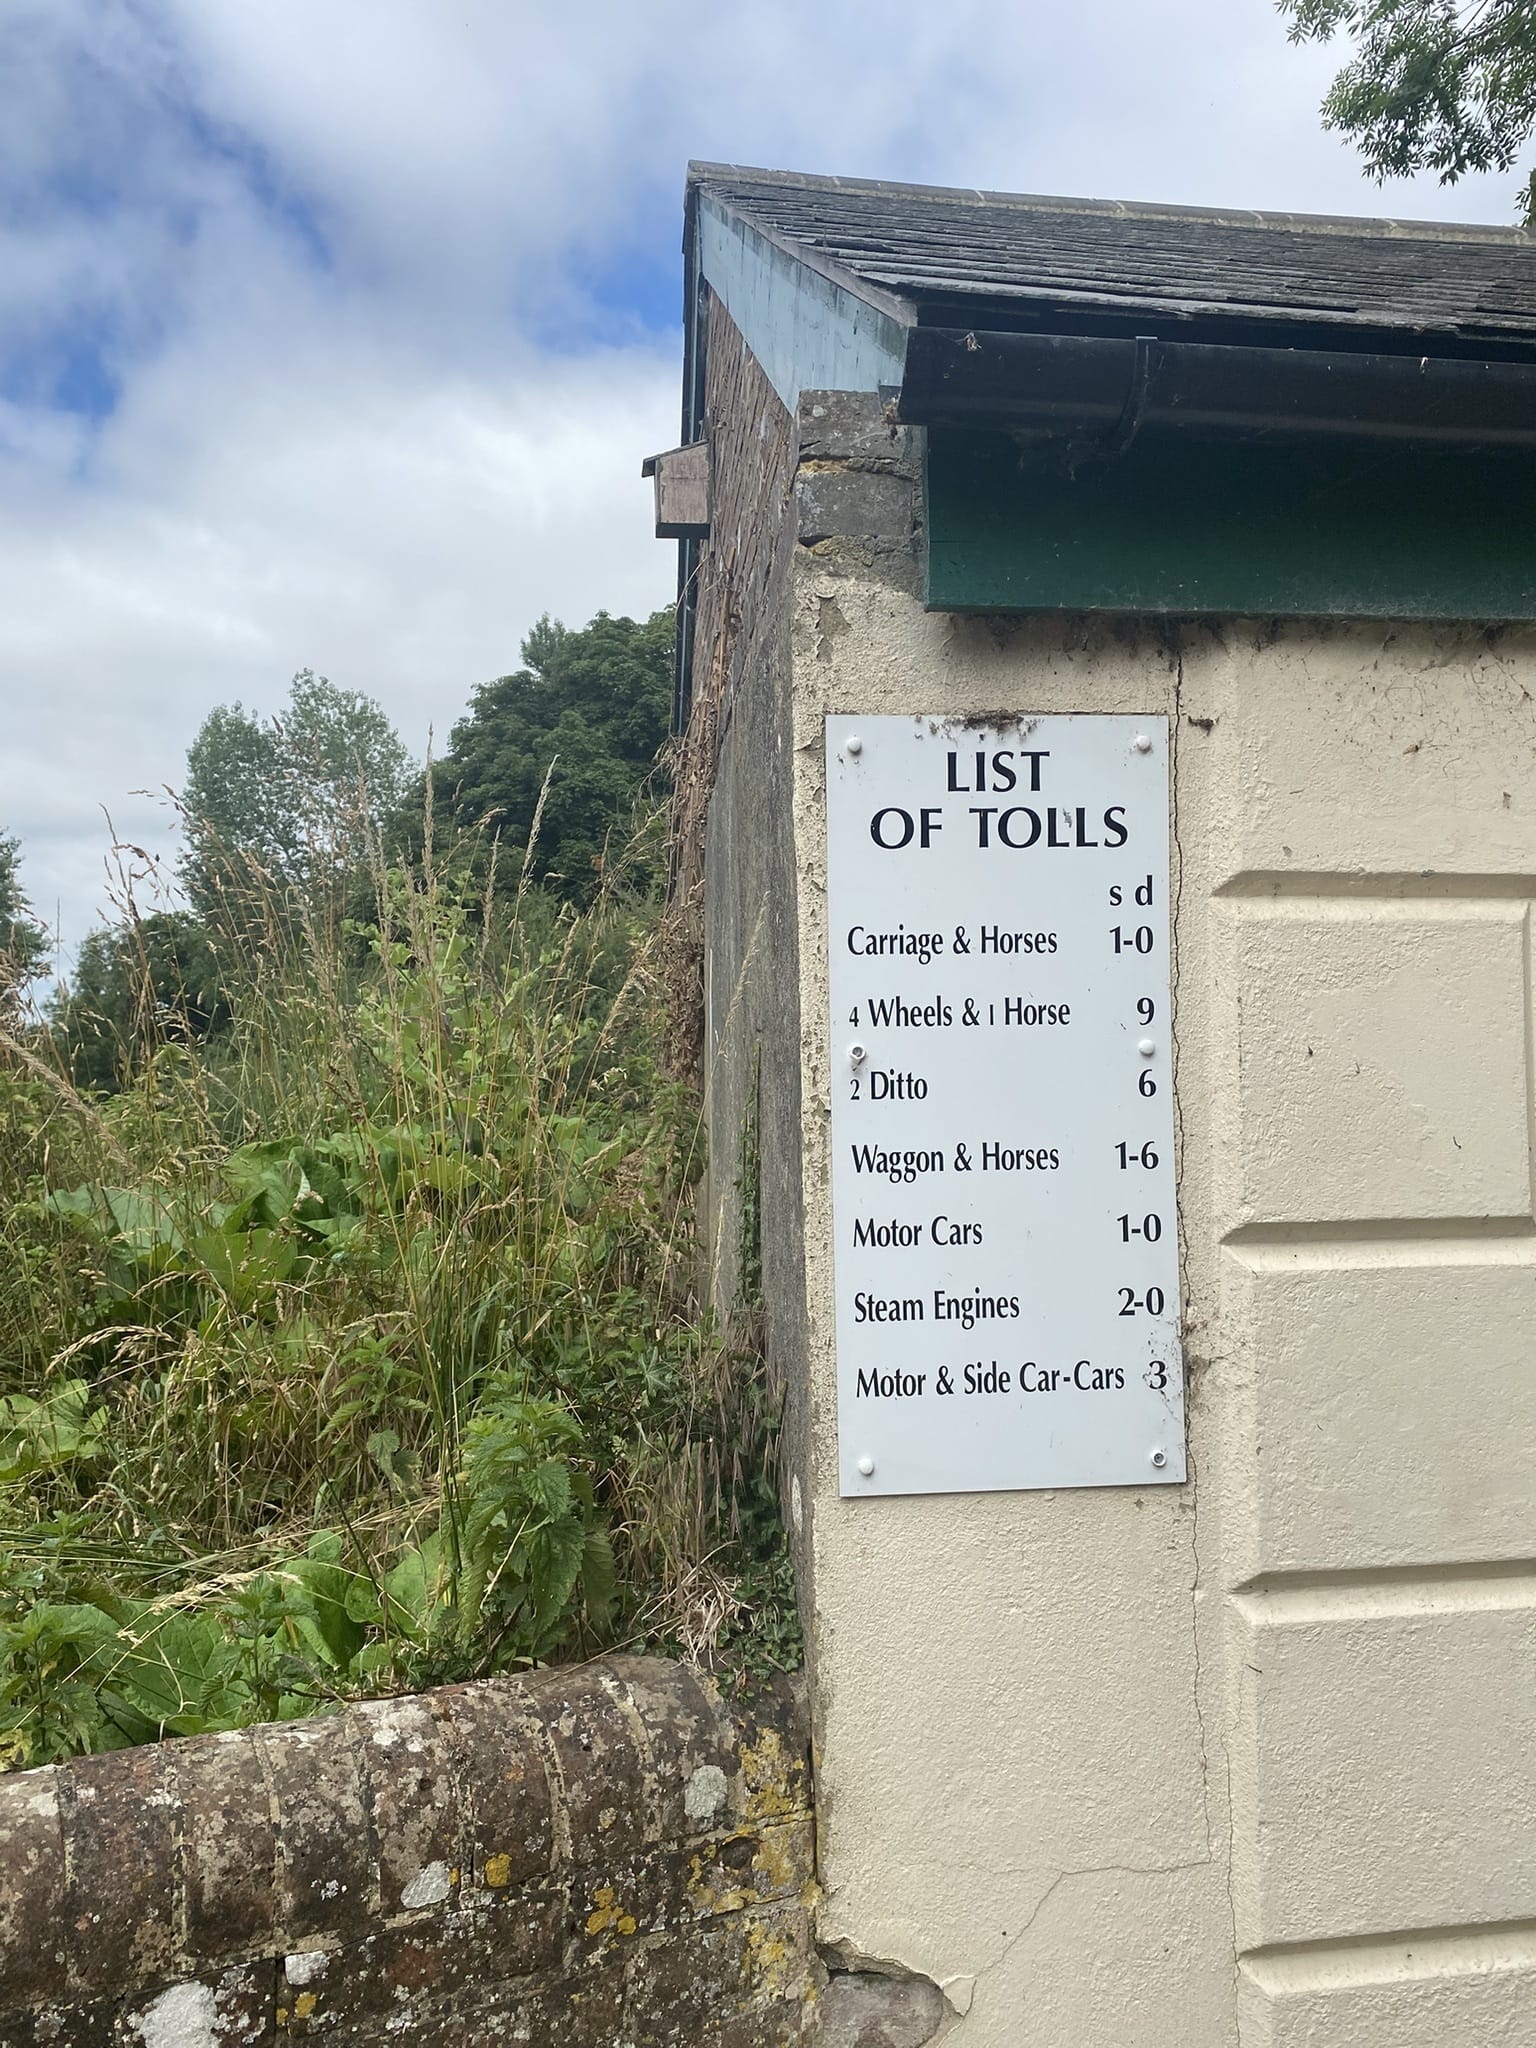 LIST
OF TOLLS
s d
Carriage & Horses 1-0
4 Wheels & 1 Horse 9
2 Ditto 6
Waggon & Horses 1-6
Motor Cars 1-0
Steam Engines 2-0
Motor & Side Car-Cars 3